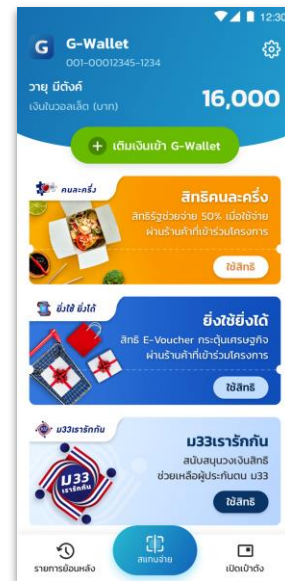 12:30
G
G-Wallet
001-00012345-1234
วายุ มีตังค์
เงินในวอลเล็ต (บาท)
16,000
+ เติมเงินเข้า G-Wallet
คนละครึ่ง
สิทธิคนละครึ่ง
สิทธิรัฐช่วยจ่าย 50% เมื่อใช้จ่าย
ผ่านร้านค้าที่เข้าร่วมโครงการ
ใช้สิทธิ
ยิ่งใช้ ยิ่งได้
ยิ่งใช้ยิ่งได้
สิทธิ E-Voucher กระตุ้นเศรษฐกิจ
ผ่านร้านค้าที่เข้าร่วมโครงการ
ใช้สิทธิ
ม33เรารักกัน
ม33
เรารักกัน
ม33เรารักกัน
สนับสนุนวงเงินสิทธิ
ช่วยเหลือผู้ประกันตน ม33
ใช้สิทธิ
รายการย้อนหลัง
สแกนจ่าย
เปิดเป๋าตัง